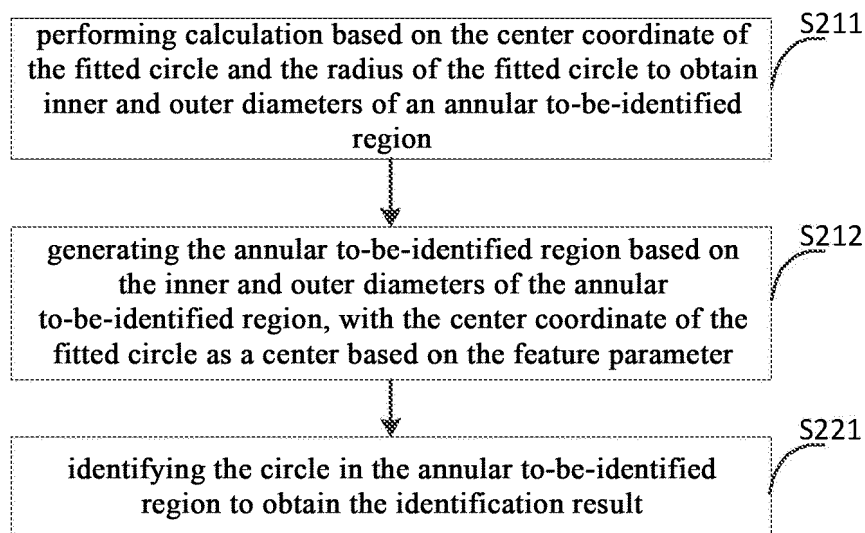 S211
performing calculation based on the center coordinate of
the fitted circle and the radius of the fitted circle to obtain
inner and outer diameters of an annular to-be-identified
region
S212
generating the annular to-be-identified region based on
the inner and outer diameters of the annular
to-be-identified region, with the center coordinate of the
fitted circle as a center based on the feature parameter
S221
identifying the circle in the annular to-be-identified
region to obtain the identification result